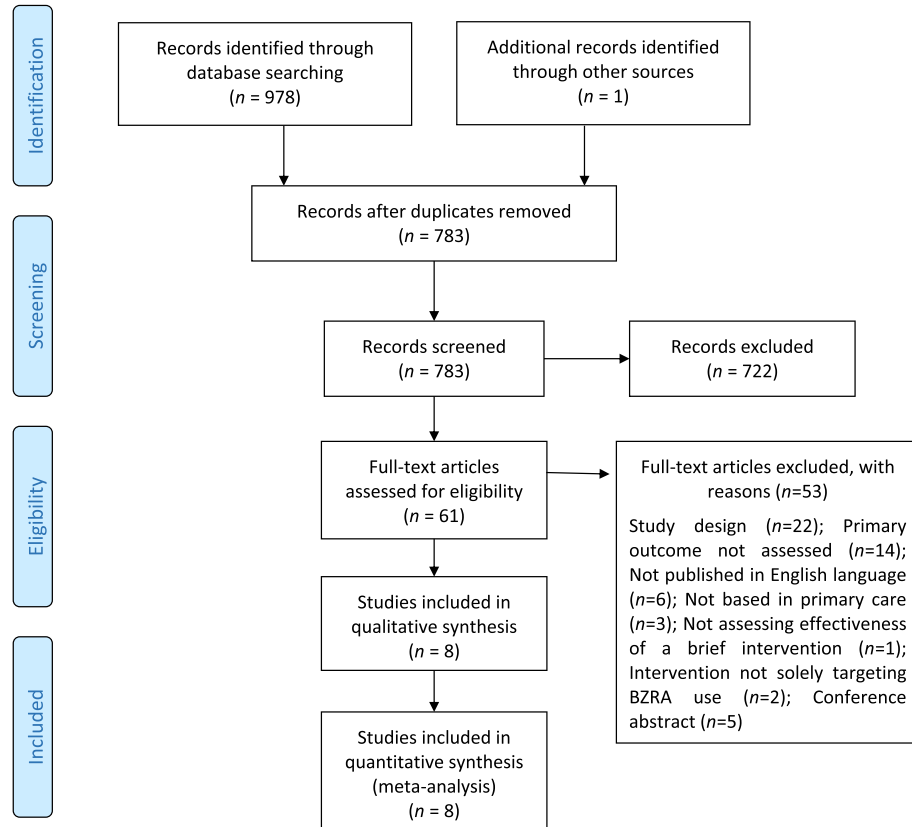 Identification
Records identified through
database searching
(n = 978)
Additional records identified
through other sources
(n = 1)
Records after duplicates removed
(n = 783)
Screening
Records screened
(n = 783)
Records excluded
(n = 722)
Eligibility
Full-text articles
assessed for eligibility
(n = 61)
Full-text articles excluded, with
reasons (n=53)
Study design (n=22); Primary
outcome not assessed (n=14);
Not published in English language
(n=6); Not based in primary care
(n=3); Not assessing effectiveness
of a brief intervention (n=1);
Intervention not solely targeting
BZRA use (n=2); Conference
abstract (n=5)
Studies included in
qualitative synthesis
(n = 8)
Included
Studies included in
quantitative synthesis
(meta-analysis)
(n = 8)